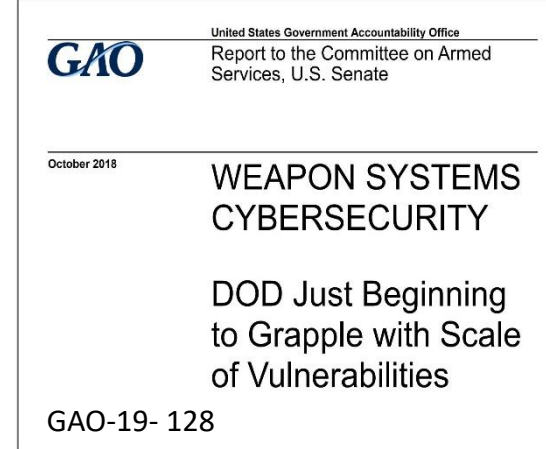 United States Government Accountability Office
GAO
Report to the Committee on Armed
Services, U.S. Senate
October 2018
WEAPON SYSTEMS
CYBERSECURITY
DOD Just Beginning
to Grapple with Scale
of Vulnerabilities
GAO-19- 128